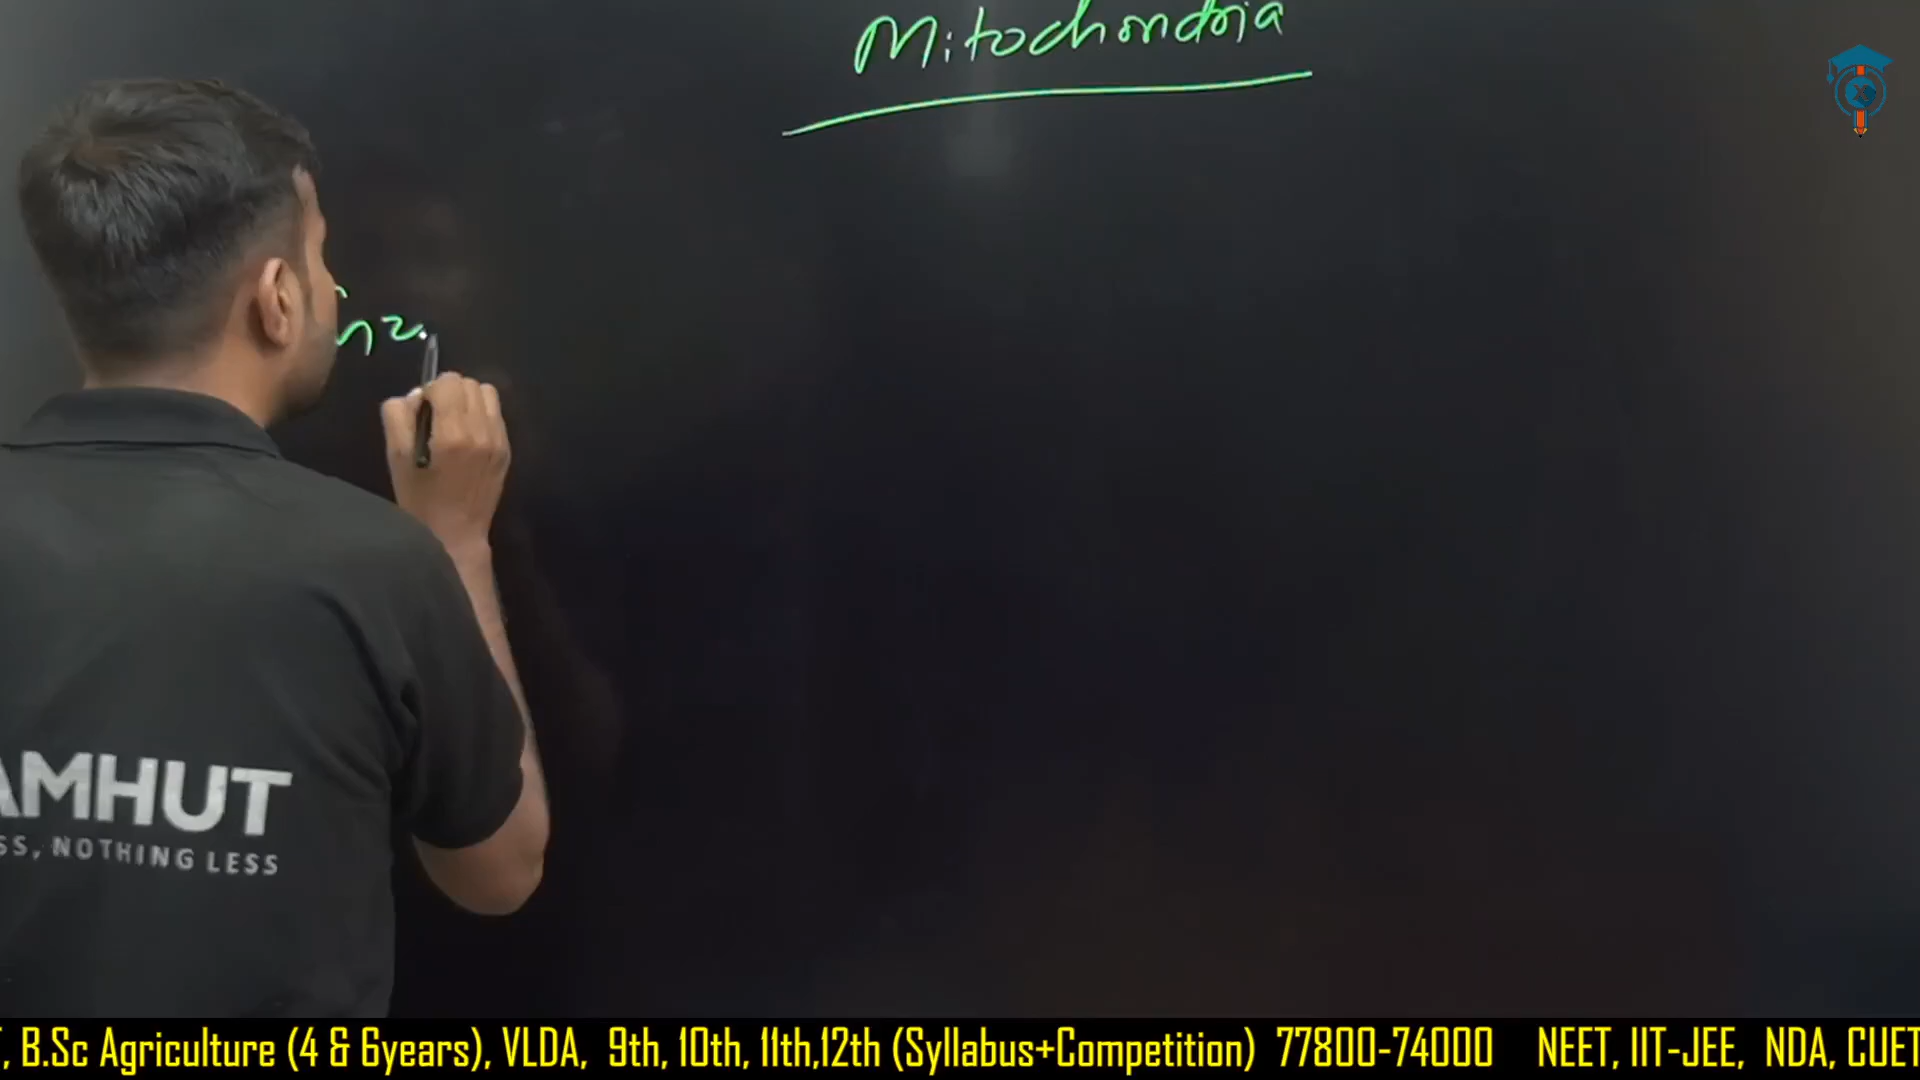 Mitochondria
AMHUT
SS, NOTHING LESS
, B.Sc Agriculture (4 & 6years), VLDA, 9th, 10th, 11th,12th (Syllabus+Competition) 77800-74000 NEET, IIT-JEE, NDA, CUET